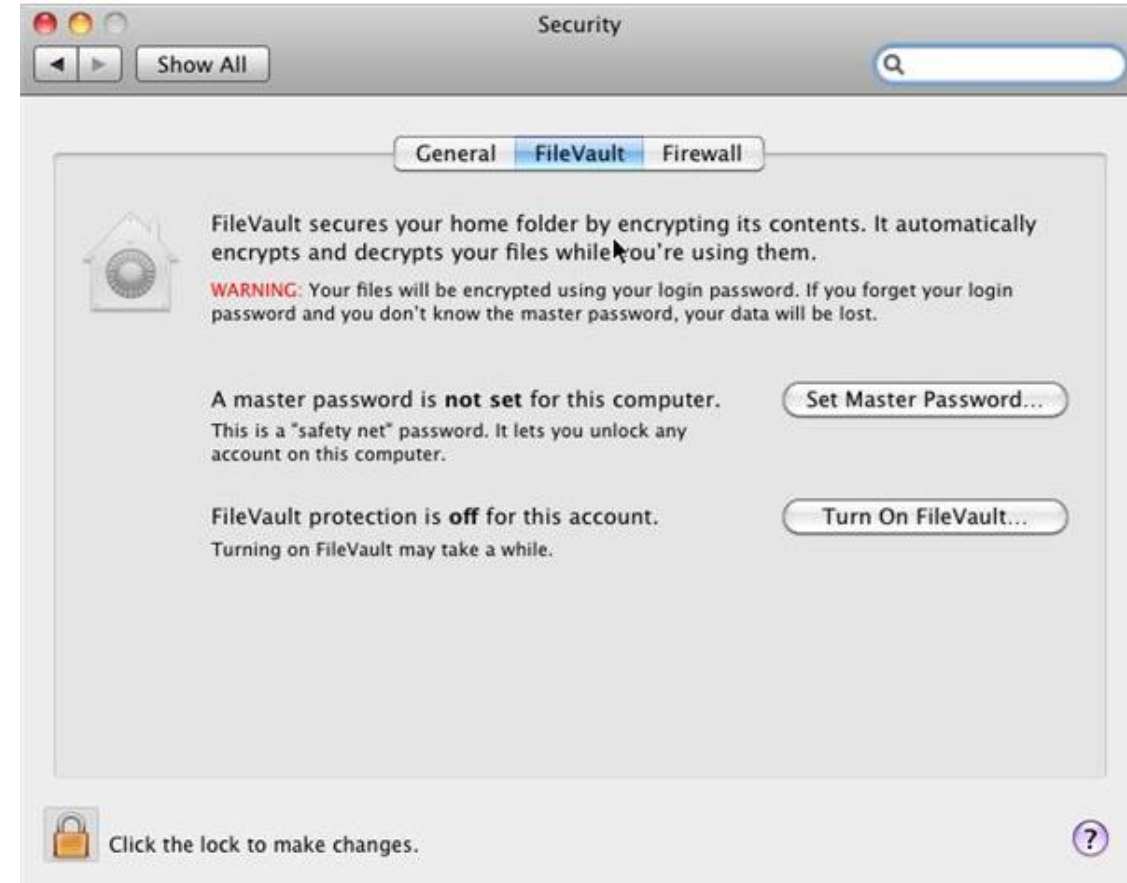 Security
Show All
General FileVault Firewall
FileVault secures your home folder by encrypting its contents. It automatically
encrypts and decrypts your files while you're using them.
WARNING: Your files will be encrypted using your login password. If you forget your login
password and you don't know the master password, your data will be lost.
A master password is not set for this computer.
Set Master Password...
This is a "safety net" password. It lets you unlock any
account on this computer.
FileVault protection is off for this account.
Turn On FileVault...
Turning on FileVault may take a while.
Click the lock to make changes.
?